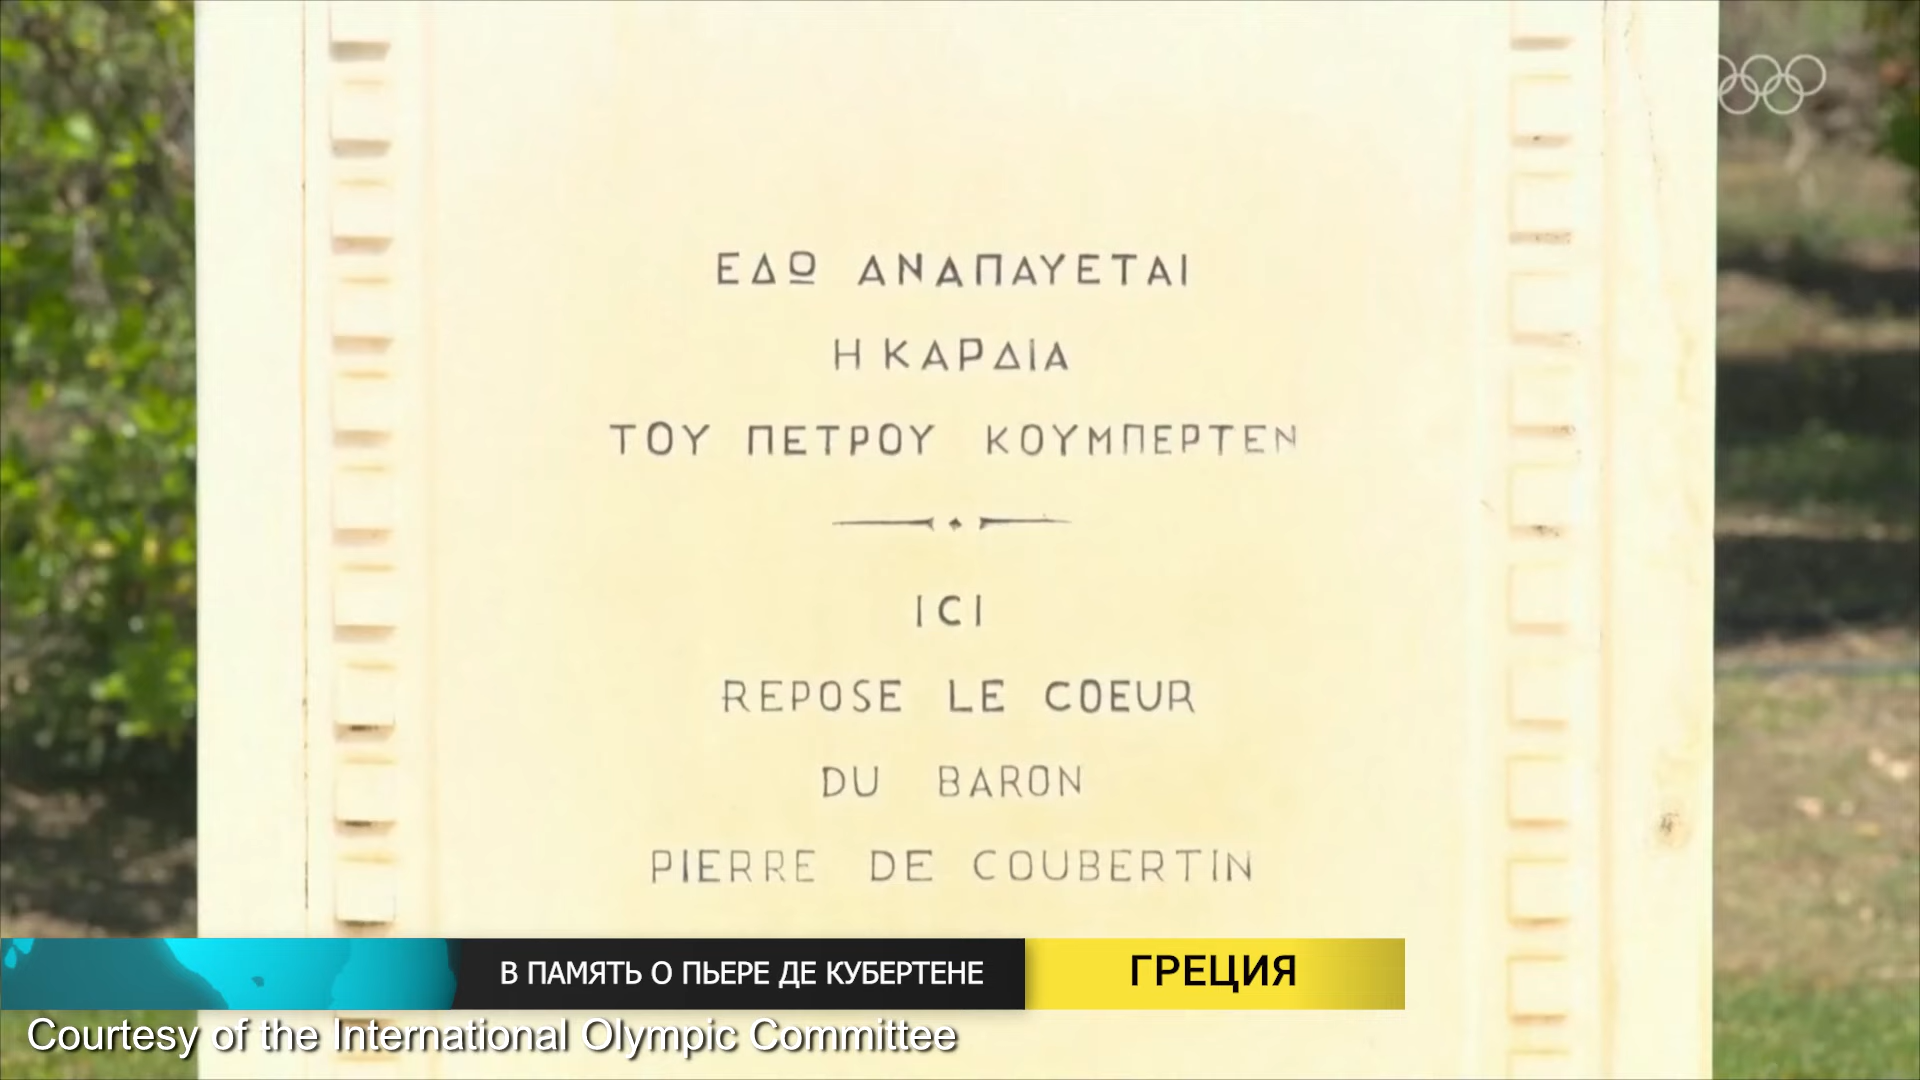 ΕΔΩ ΑΝΑΠΑΥΕΤΑΙ
Η ΚΑΡΔΙΑ
ΤΟΥ ΠΕΤΡΟΥ ΚΟΥΜΠΕΡΤΕΝ
ICI
REPOSE LE COEUR
DU BARON
PIERRE DE COUBERTIN
В ПАМЯТЬ О ПЬЕРЕ ДЕ КУБЕРТЕНЕ
ГРЕЦИЯ
Courtesy of the International Olympic Committee